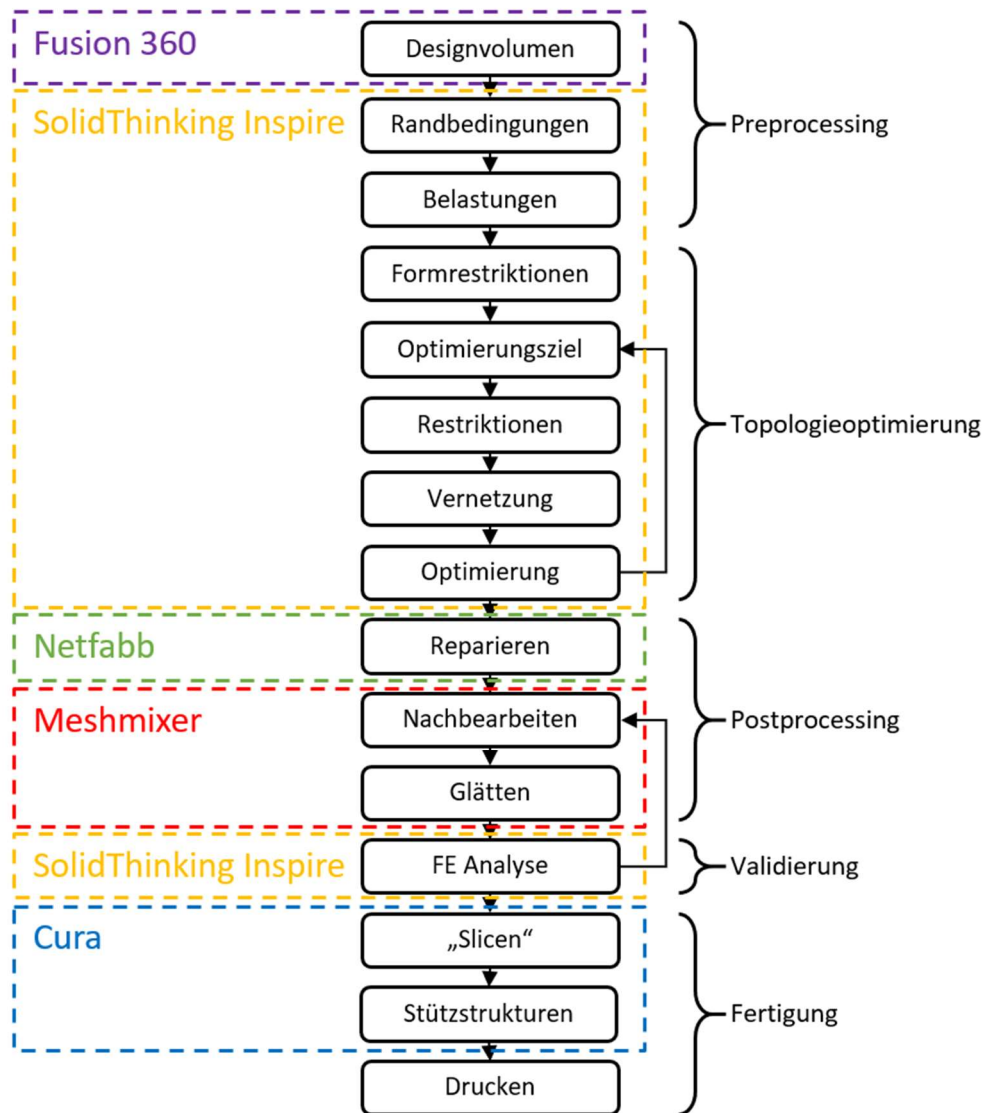 Fusion 360
Designvolumen
SolidThinking Inspire
Randbedingungen
Preprocessing
Belastungen
Formrestriktionen
Optimierungsziel
Restriktionen
Topologieoptimierung
Vernetzung
Optimierung
Netfabb
Reparieren
Meshmixer
Nachbearbeiten
Postprocessing
Glätten
SolidThinking Inspire
FE Analyse
Validierung
Cura
„Slicen“
Stützstrukturen
Fertigung
Drucken